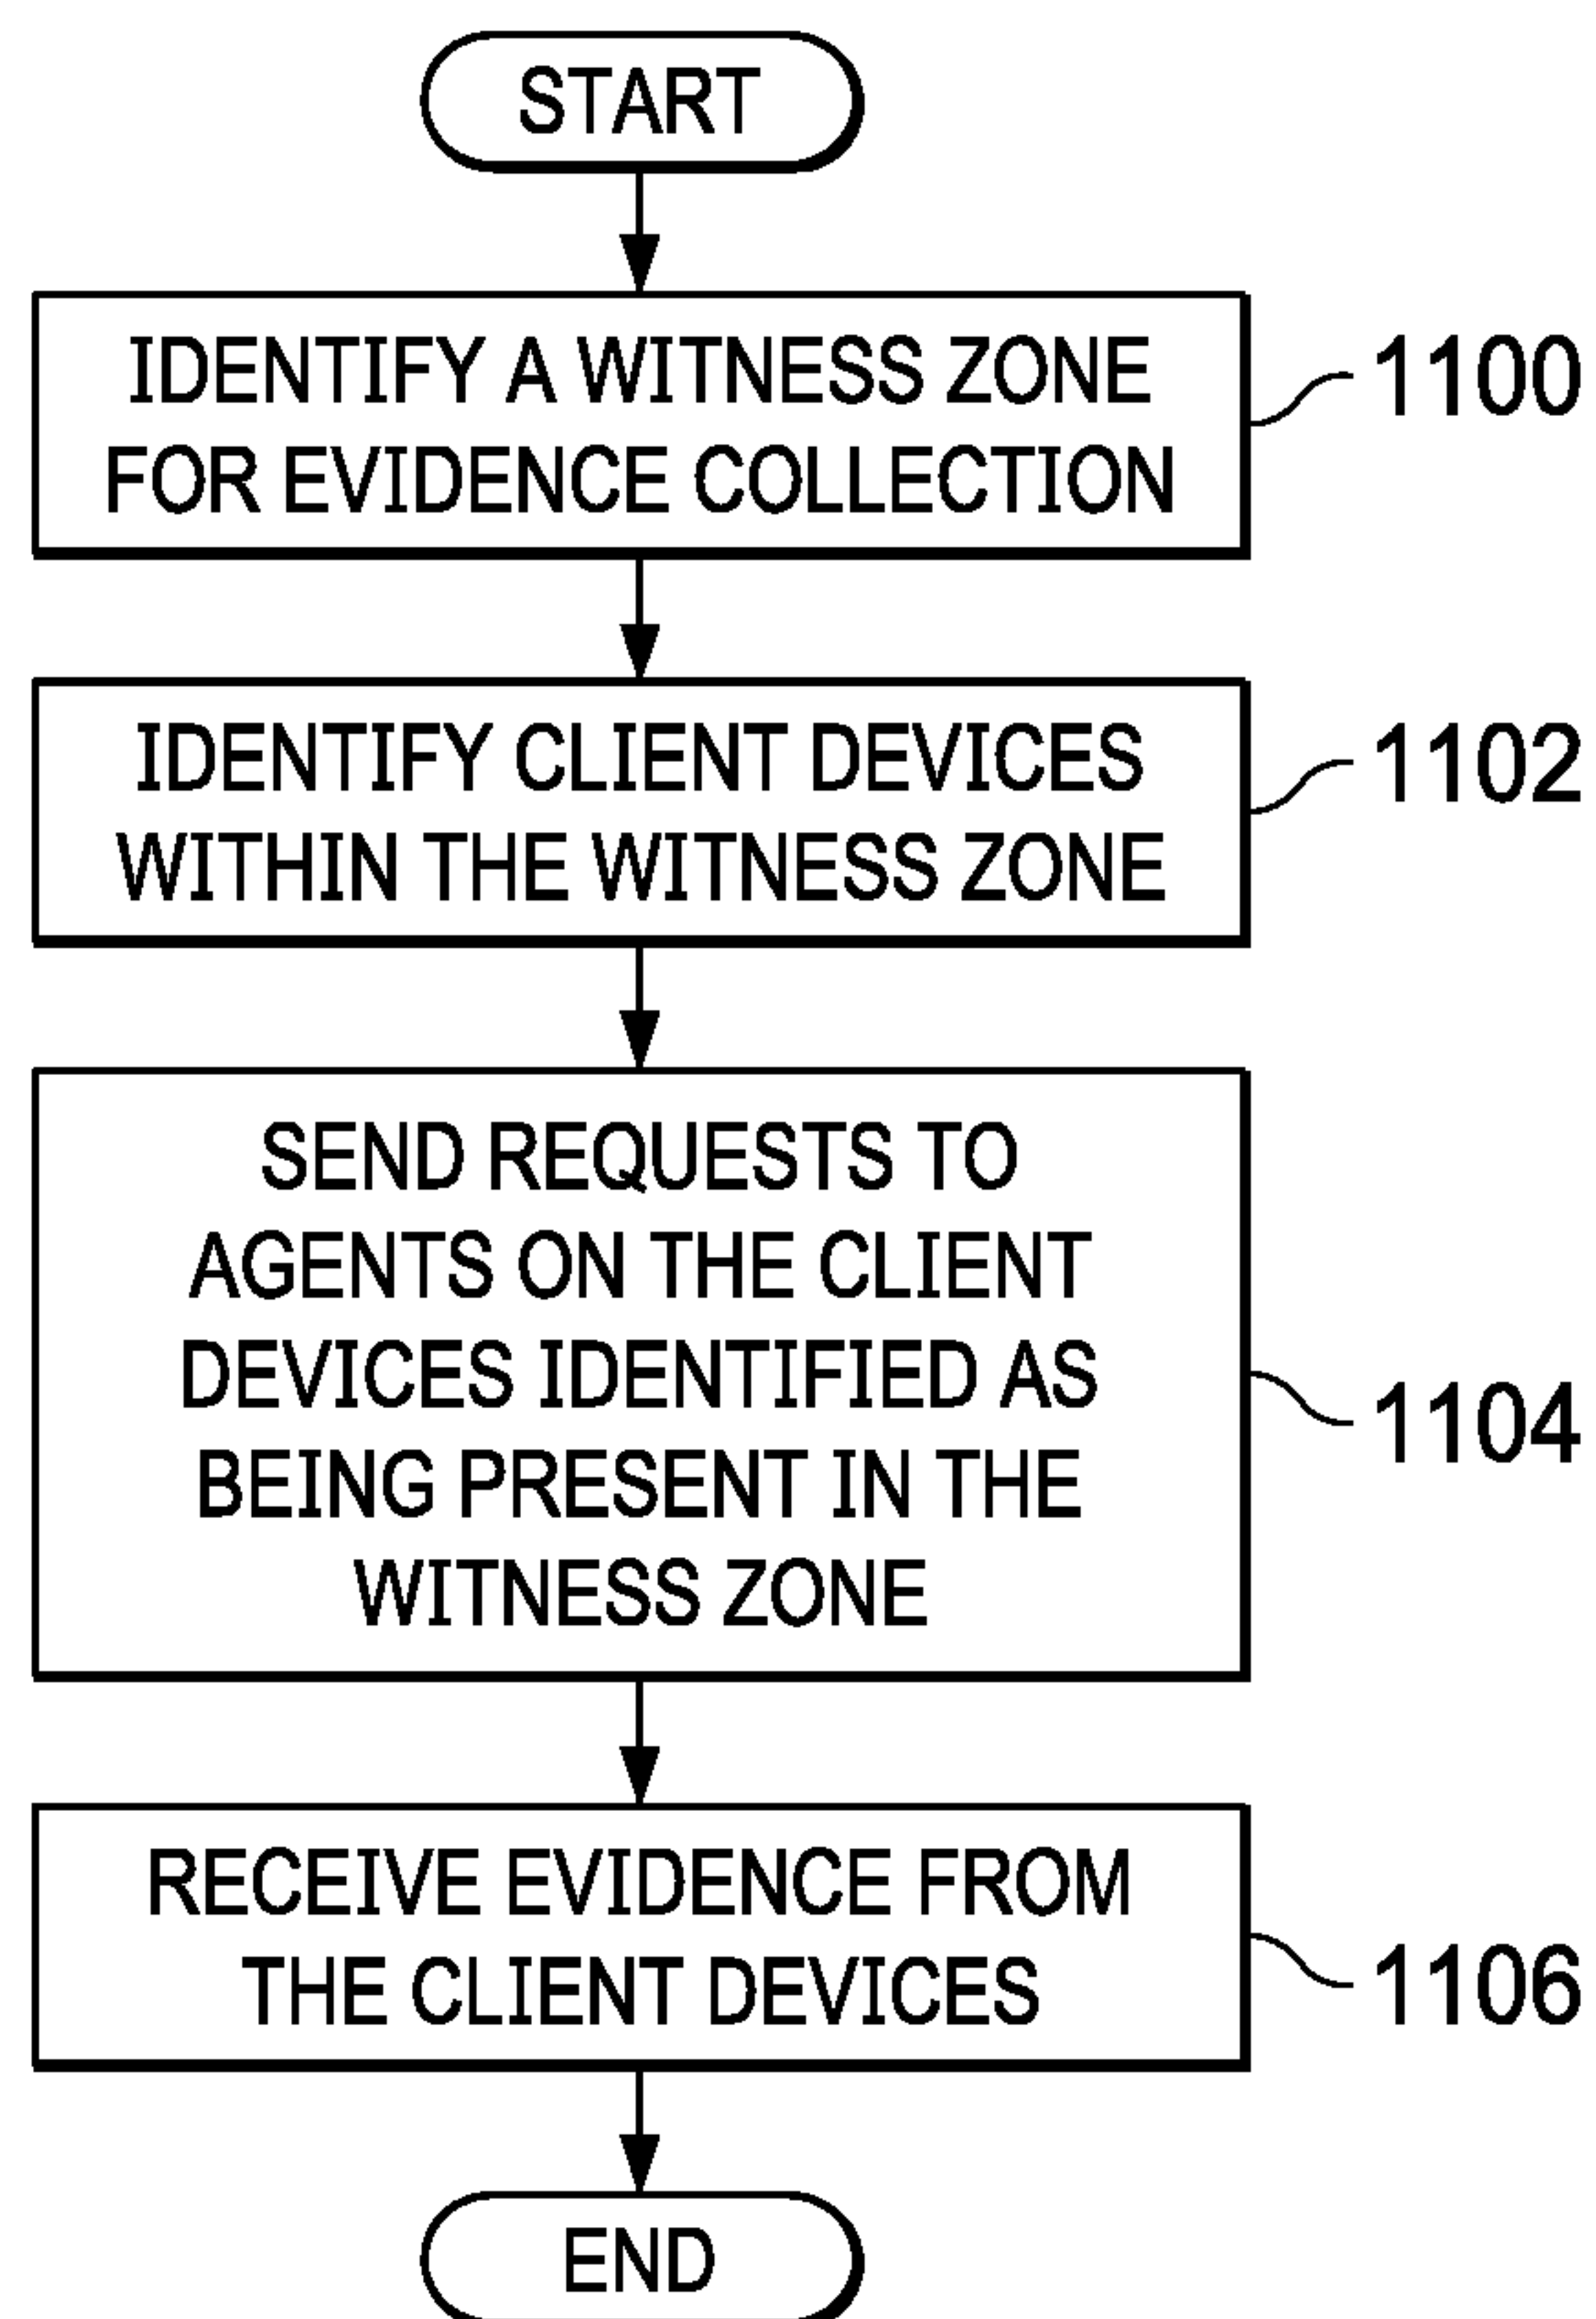 START
IDENTIFY A WITNESS ZONE
FOR EVIDENCE COLLECTION
1100
IDENTIFY CLIENT DEVICES
WITHIN THE WITNESS ZONE
1102
SEND REQUESTS TO
AGENTS ON THE CLIENT
DEVICES IDENTIFIED AS
BEING PRESENT IN THE
WITNESS ZONE
1104
RECEIVE EVIDENCE FROM
THE CLIENT DEVICES
1106
END